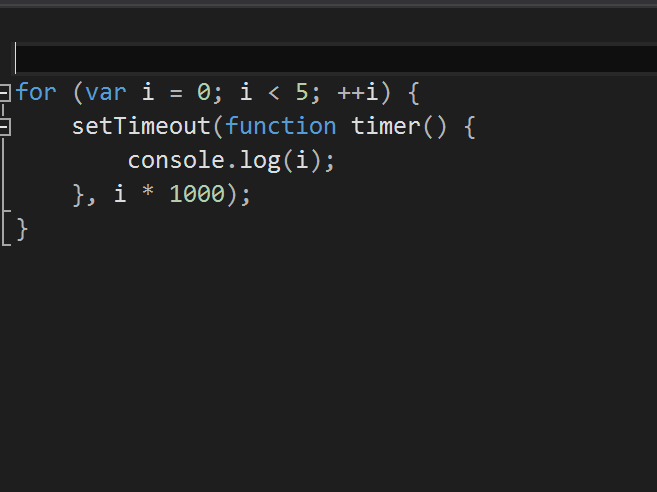 for (var i = 0; i < 5; ++i) {
    setTimeout(function timer() {
        console.log(i);
    }, i * 1000);
}